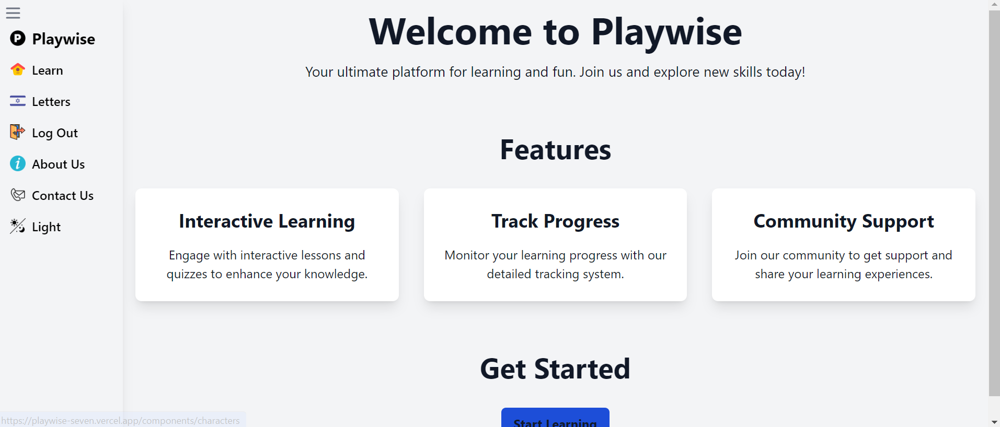 Playwise
Learn
Letters
Log Out
About Us
Contact Us
Light
Welcome to Playwise
Your ultimate platform for learning and fun. Join us and explore new skills today!
Features
Interactive Learning
Engage with interactive lessons and
quizzes to enhance your knowledge.
Track Progress
Monitor your learning progress with our
detailed tracking system.
Community Support
Join our community to get support and
share your learning experiences.
Get Started
Start Learning
https://playwise-seven.vercel.app/components/characters